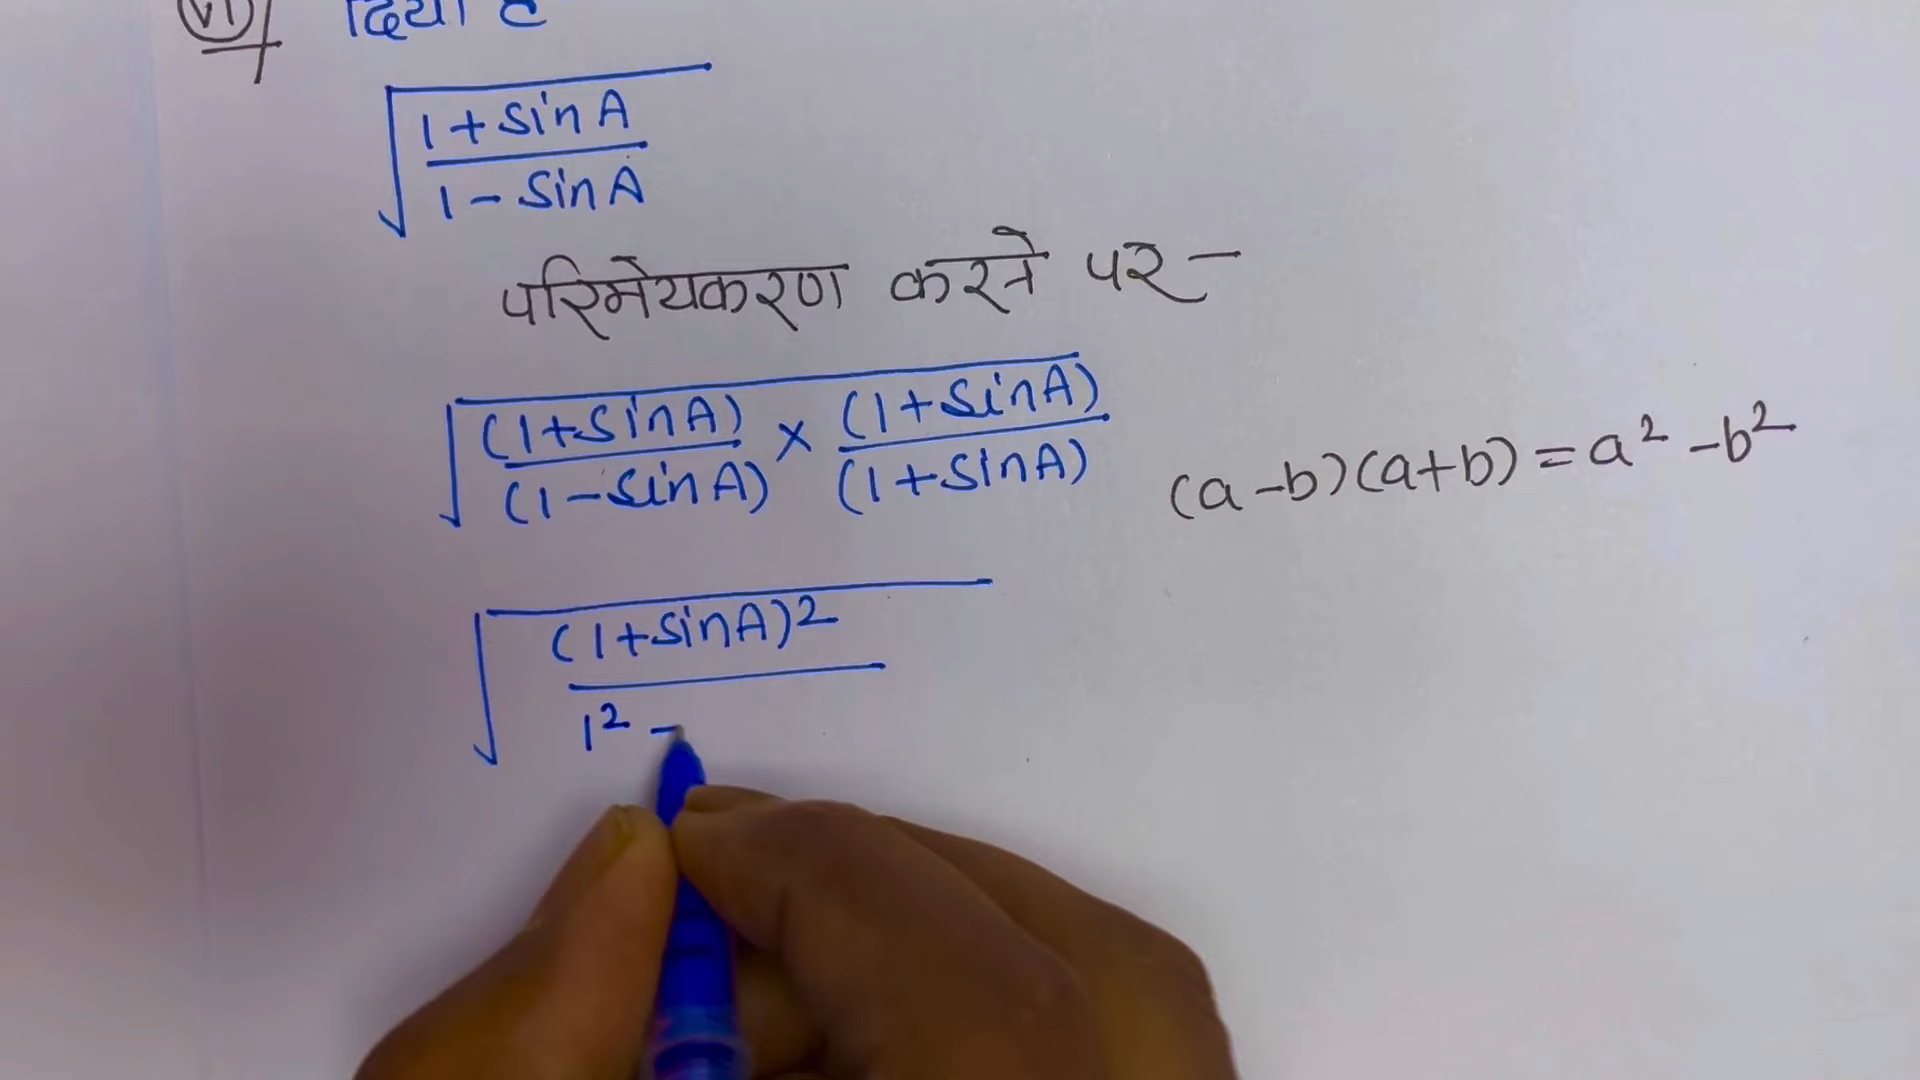 (vi) दिया है
√((1+sinA)/(1-sinA))
परिमेयकरण करने पर-
√((1+sinA)/(1-sinA) × (1+sinA)/(1+sinA))
(a-b)(a+b) = a² - b²
√((1+sinA)²/(1² -